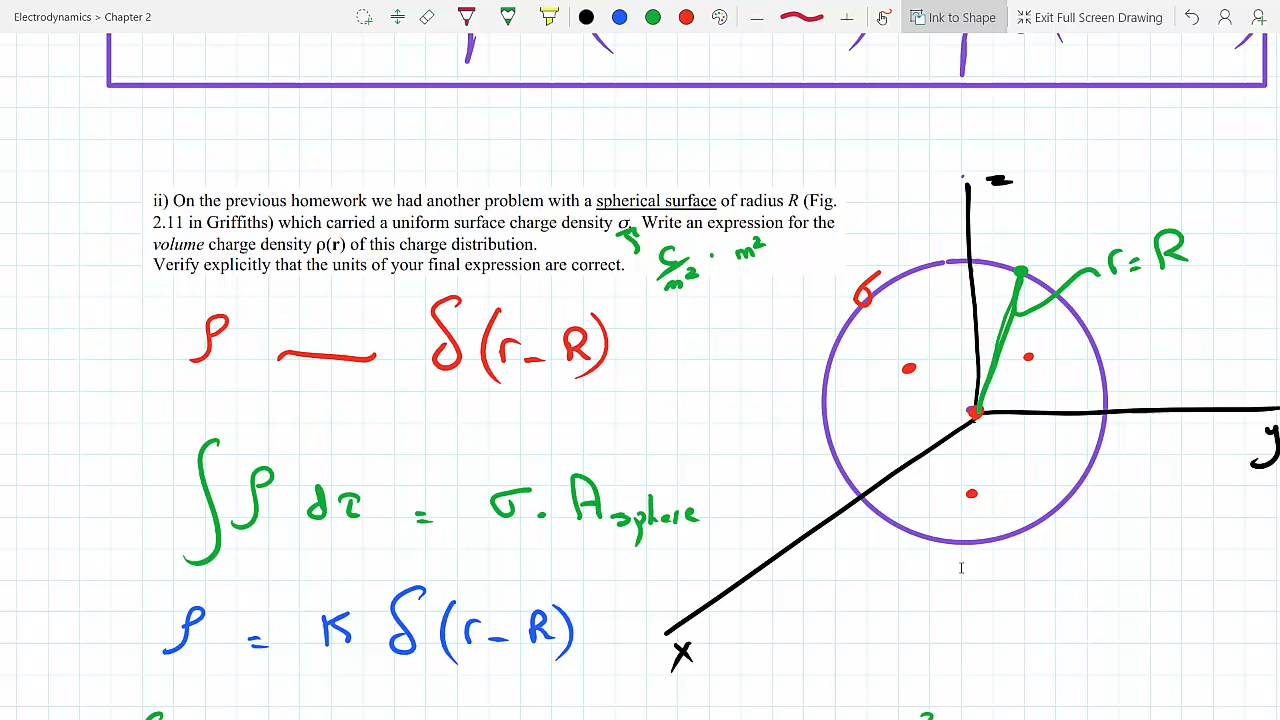 Electrodynamics > Chapter 2
Ink to Shape
Exit Full Screen Drawing
ii) On the previous homework we had another problem with a spherical surface of radius R (Fig.
2.11 in Griffiths) which carried a uniform surface charge density σ. Write an expression for the
volume charge density ρ(r) of this charge distribution.
Verify explicitly that the units of your final expression are correct.
C/m² · m²
z
σ
r = R
ρ δ(r - R)
y
∫ρ dτ = σ · A sphere
ρ = K δ(r - R)
x